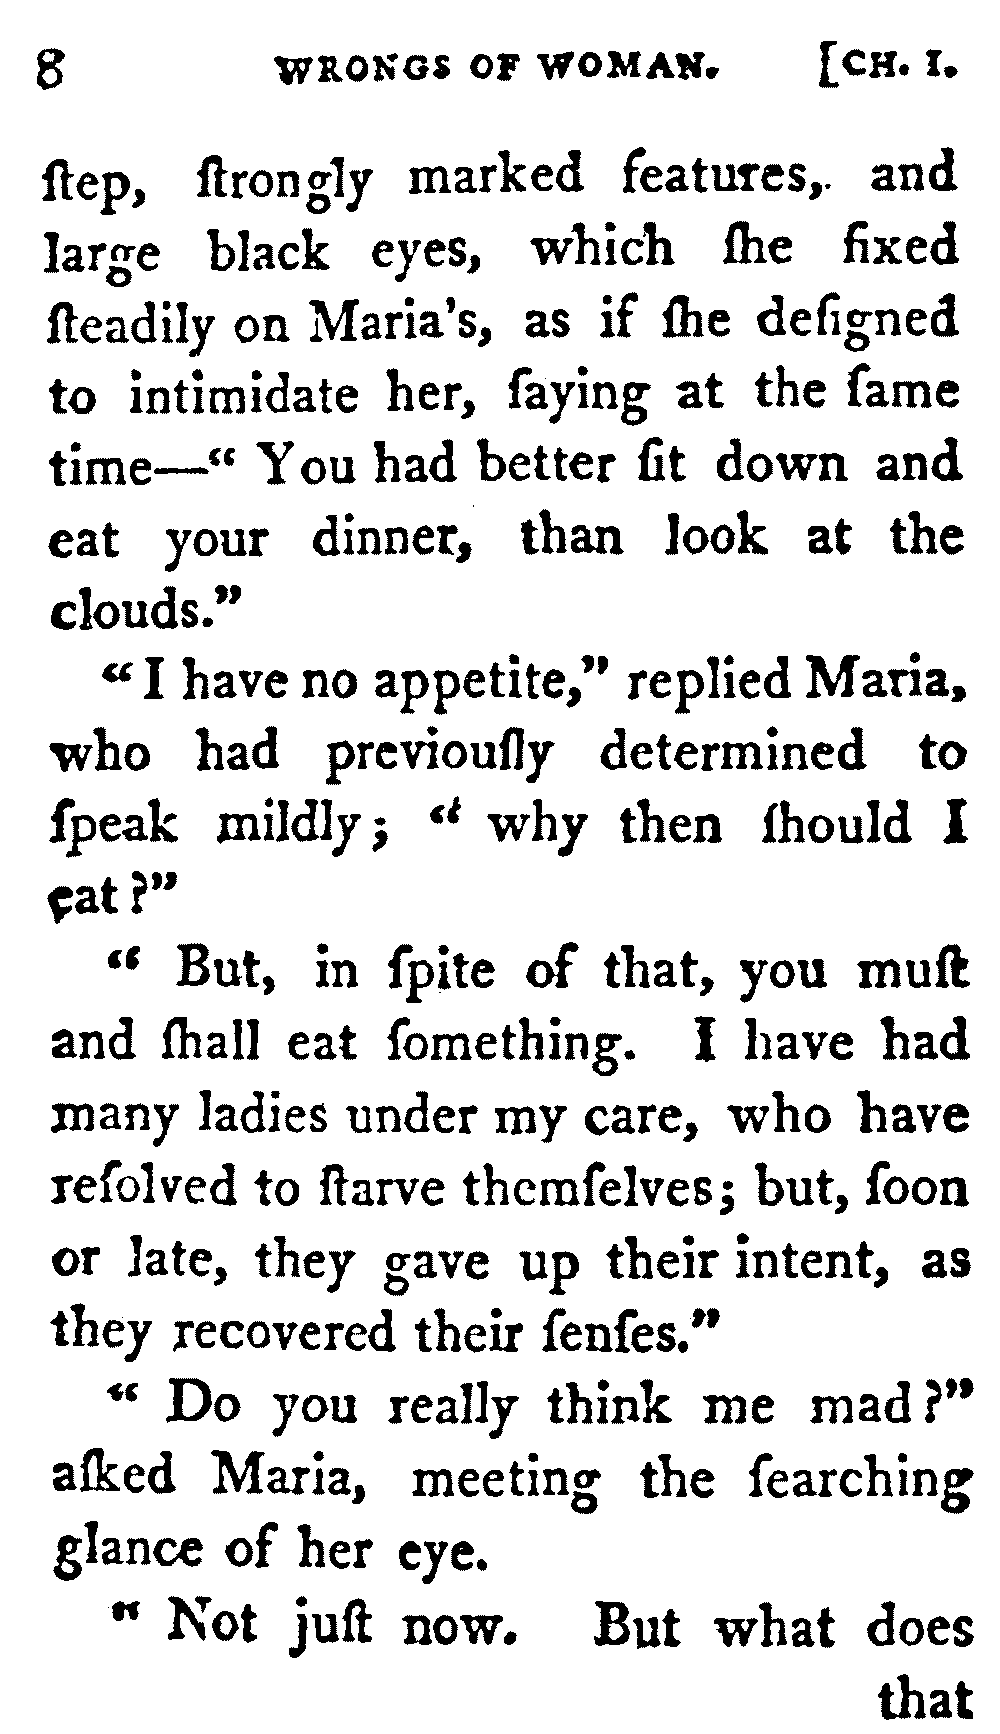 8 WRONGS OF WOMAN. [CH. I.
ſtep, ſtrongly marked features, and
large black eyes, which ſhe fixed
ſteadily on Maria's, as if ſhe deſigned
to intimidate her, ſaying at the ſame
time—“ You had better ſit down and
eat your dinner, than look at the
clouds.”
“ I have no appetite,” replied Maria,
who had previouſly determined to
ſpeak mildly; “ why then ſhould I
eat?”
“ But, in ſpite of that, you muſt
and ſhall eat ſomething. I have had
many ladies under my care, who have
reſolved to ſtarve themſelves; but, ſoon
or late, they gave up their intent, as
they recovered their ſenſes.”
“ Do you really think me mad?”
aſked Maria, meeting the ſearching
glance of her eye.
“ Not juſt now. But what does
that